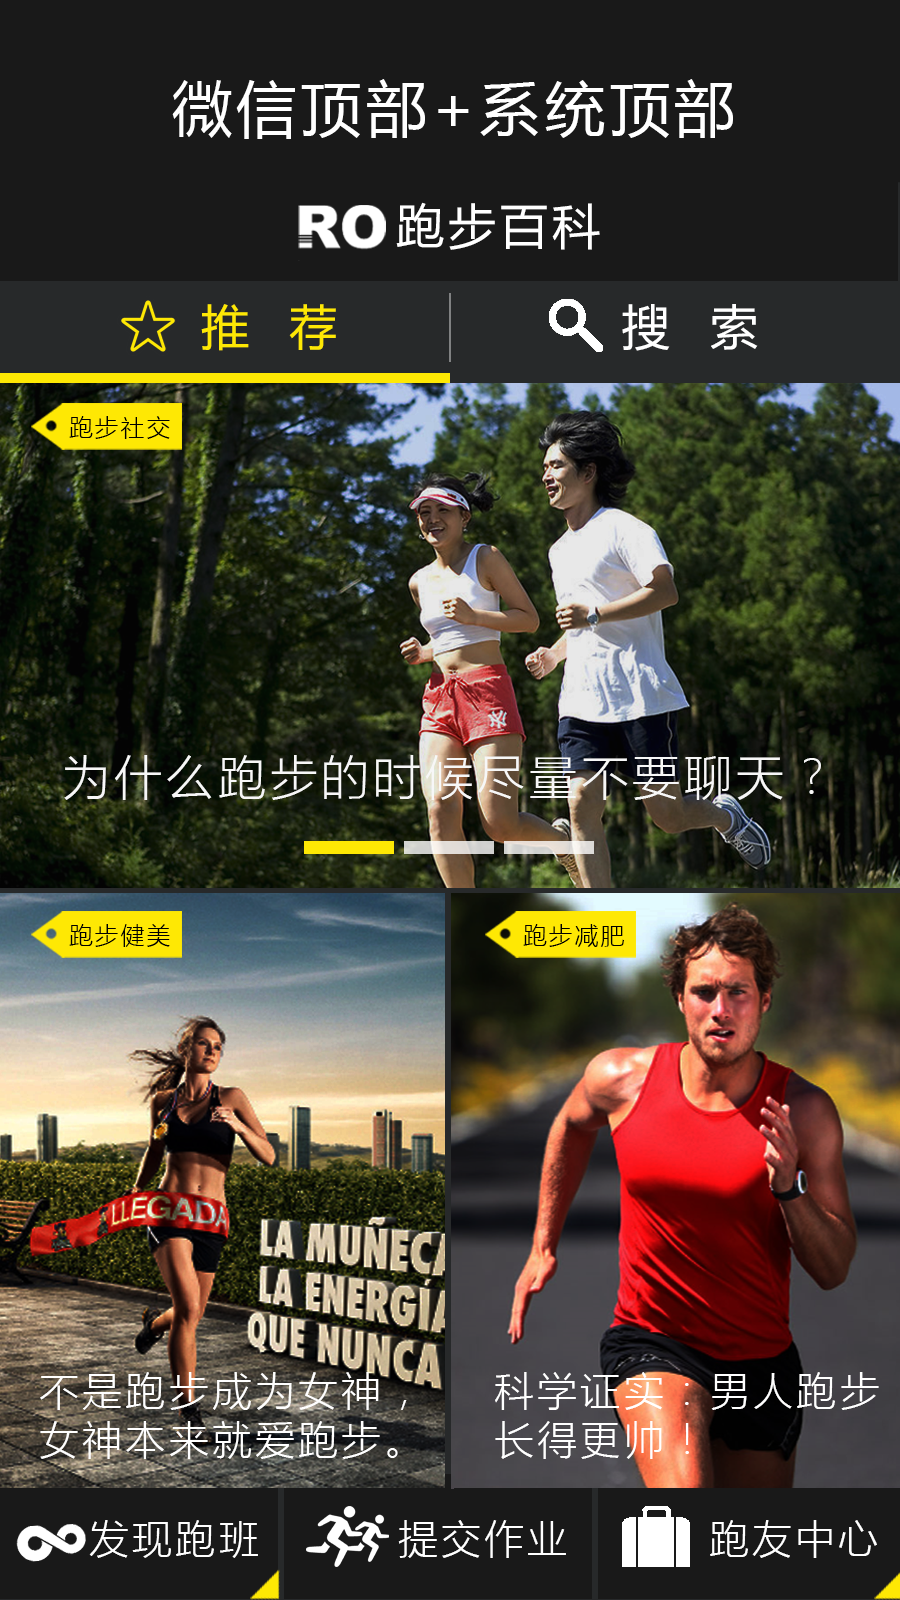 微信顶部+系统顶部
RO 跑步百科
推 荐
搜 索
跑步社交
为什么跑步的时候尽量不要聊天？
跑步健美
LLEGADA
LA MUÑECA
LA ENERGÍA
QUE NUNCA
不是跑步成为女神，
女神本来就爱跑步。
跑步减肥
科学证实：男人跑步
长得更帅！
发现跑班
提交作业
跑友中心